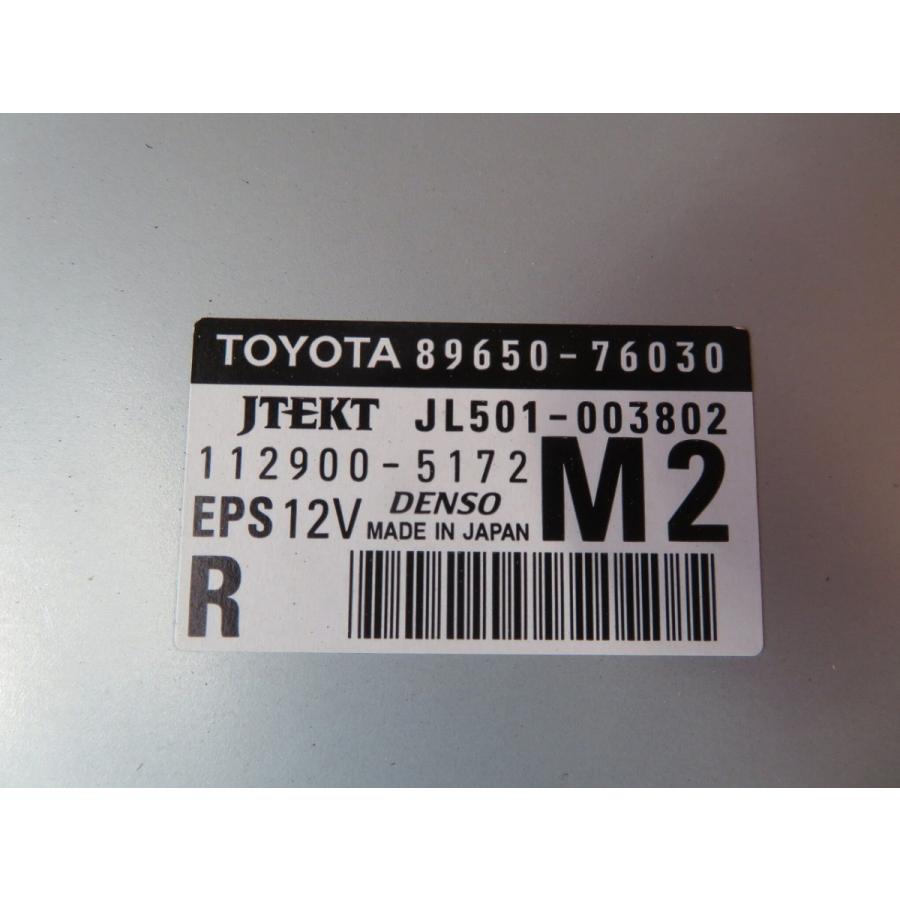 TOYOTA 89650-76030
JTEKT JL501-003802
112900-5172 M2
EPS 12V DENSO
MADE IN JAPAN
R